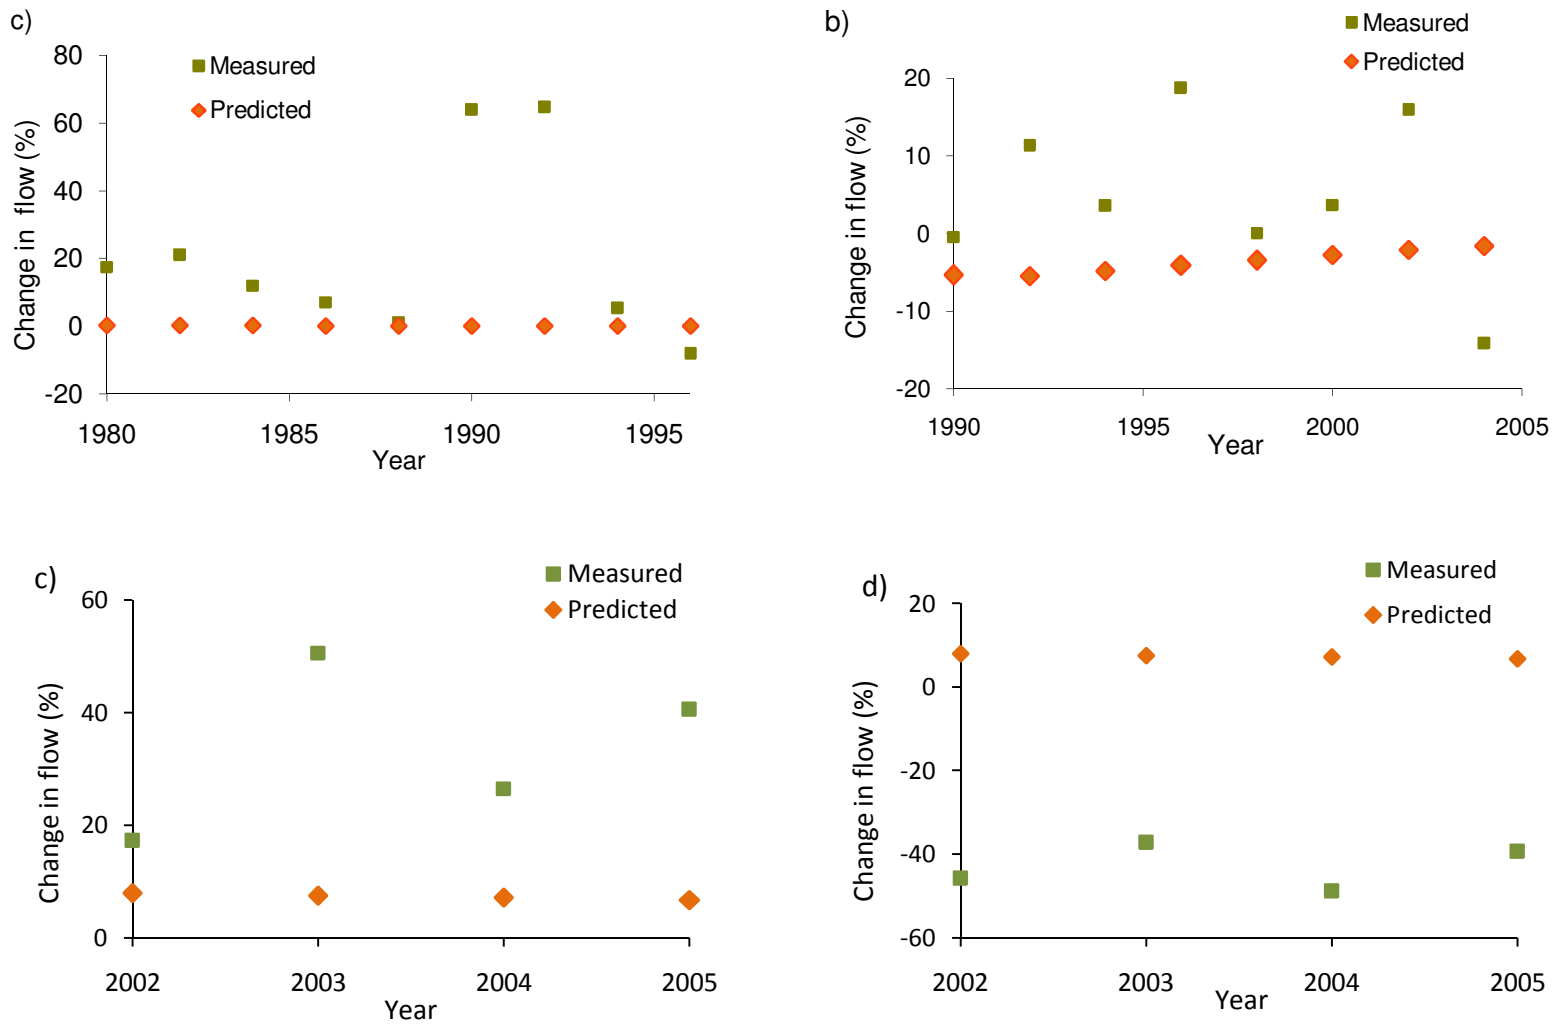 c)
Measured
Predicted
80
60
40
20
0
-20
Change in flow (%)
1980 1985 1990 1995
Year
b)
Measured
Predicted
20
10
0
-10
-20
Change in flow (%)
1990 1995 2000 2005
Year
c)
Measured
Predicted
60
40
20
0
Change in flow (%)
2002 2003 2004 2005
Year
d)
Measured
Predicted
20
0
-20
-40
-60
Change in flow (%)
2002 2003 2004 2005
Year